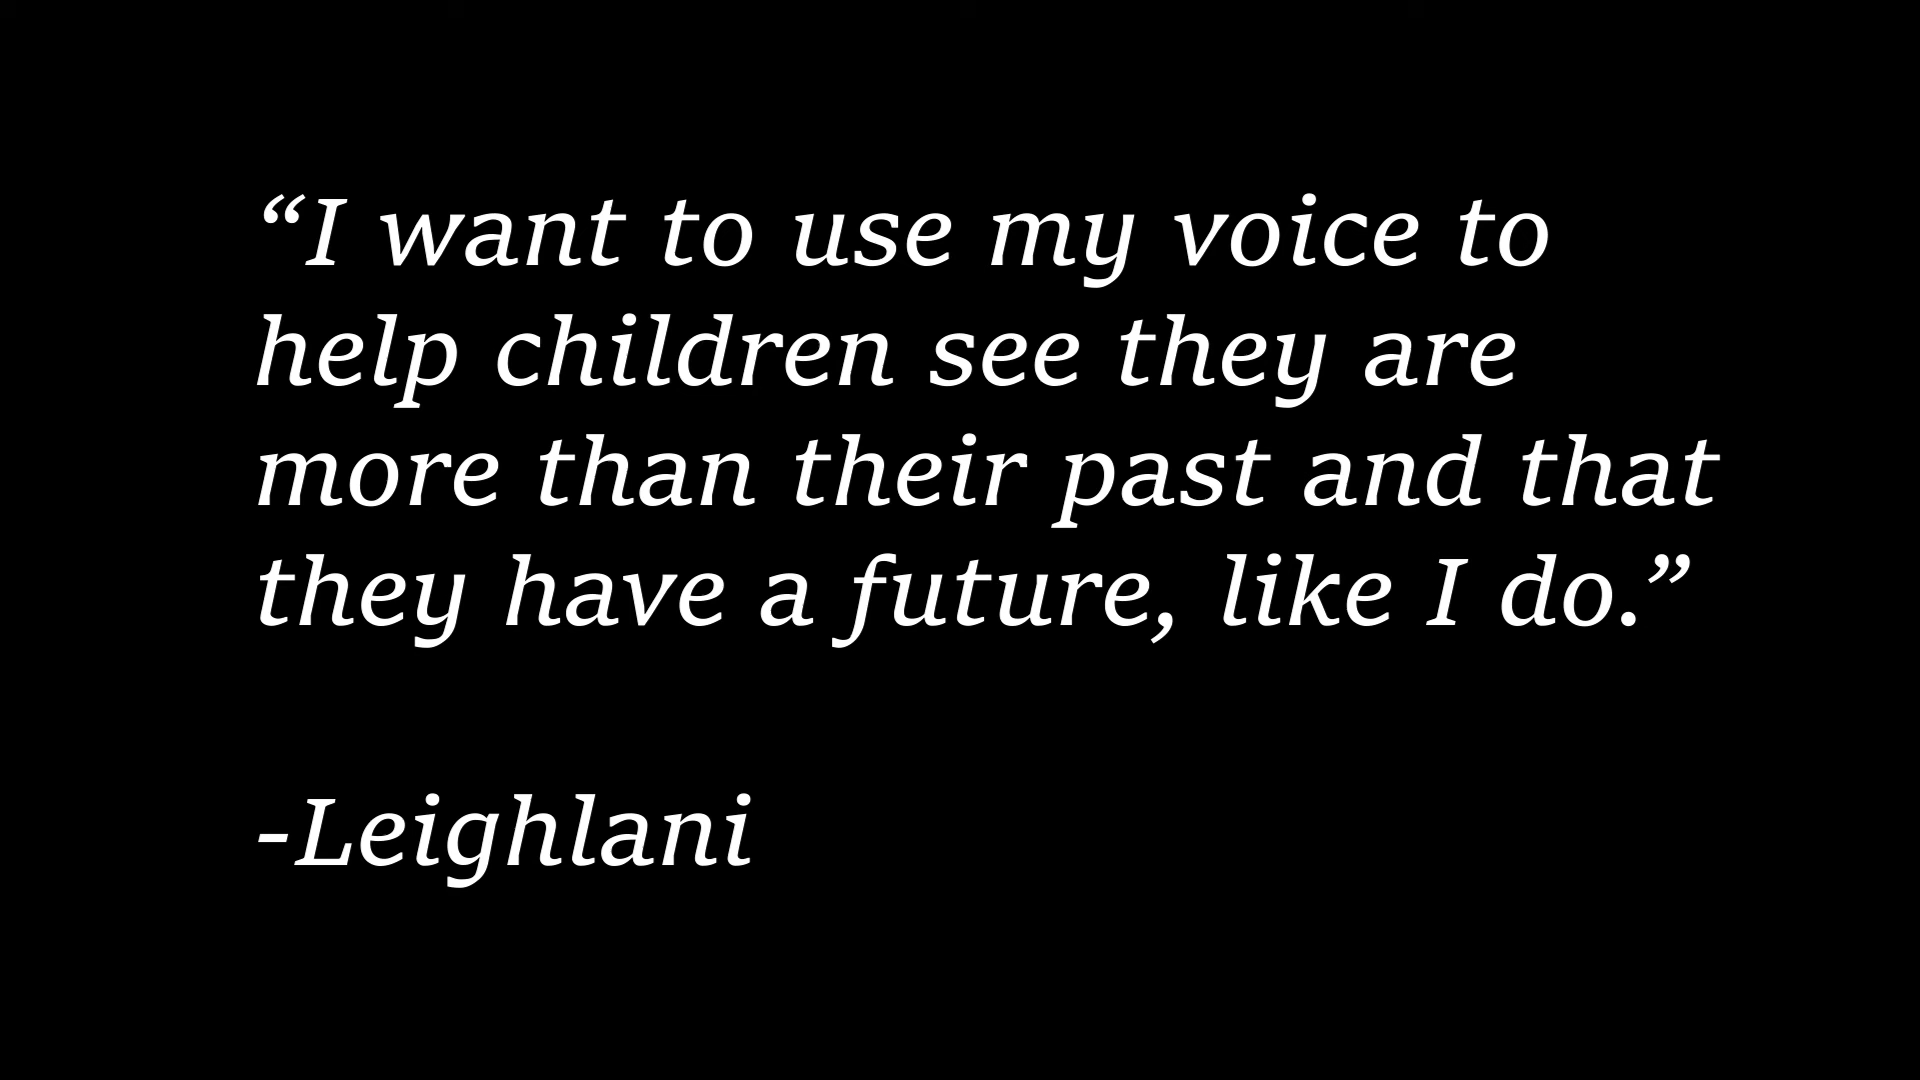 “I want to use my voice to
help children see they are
more than their past and that
they have a future, like I do.”
-Leighlani